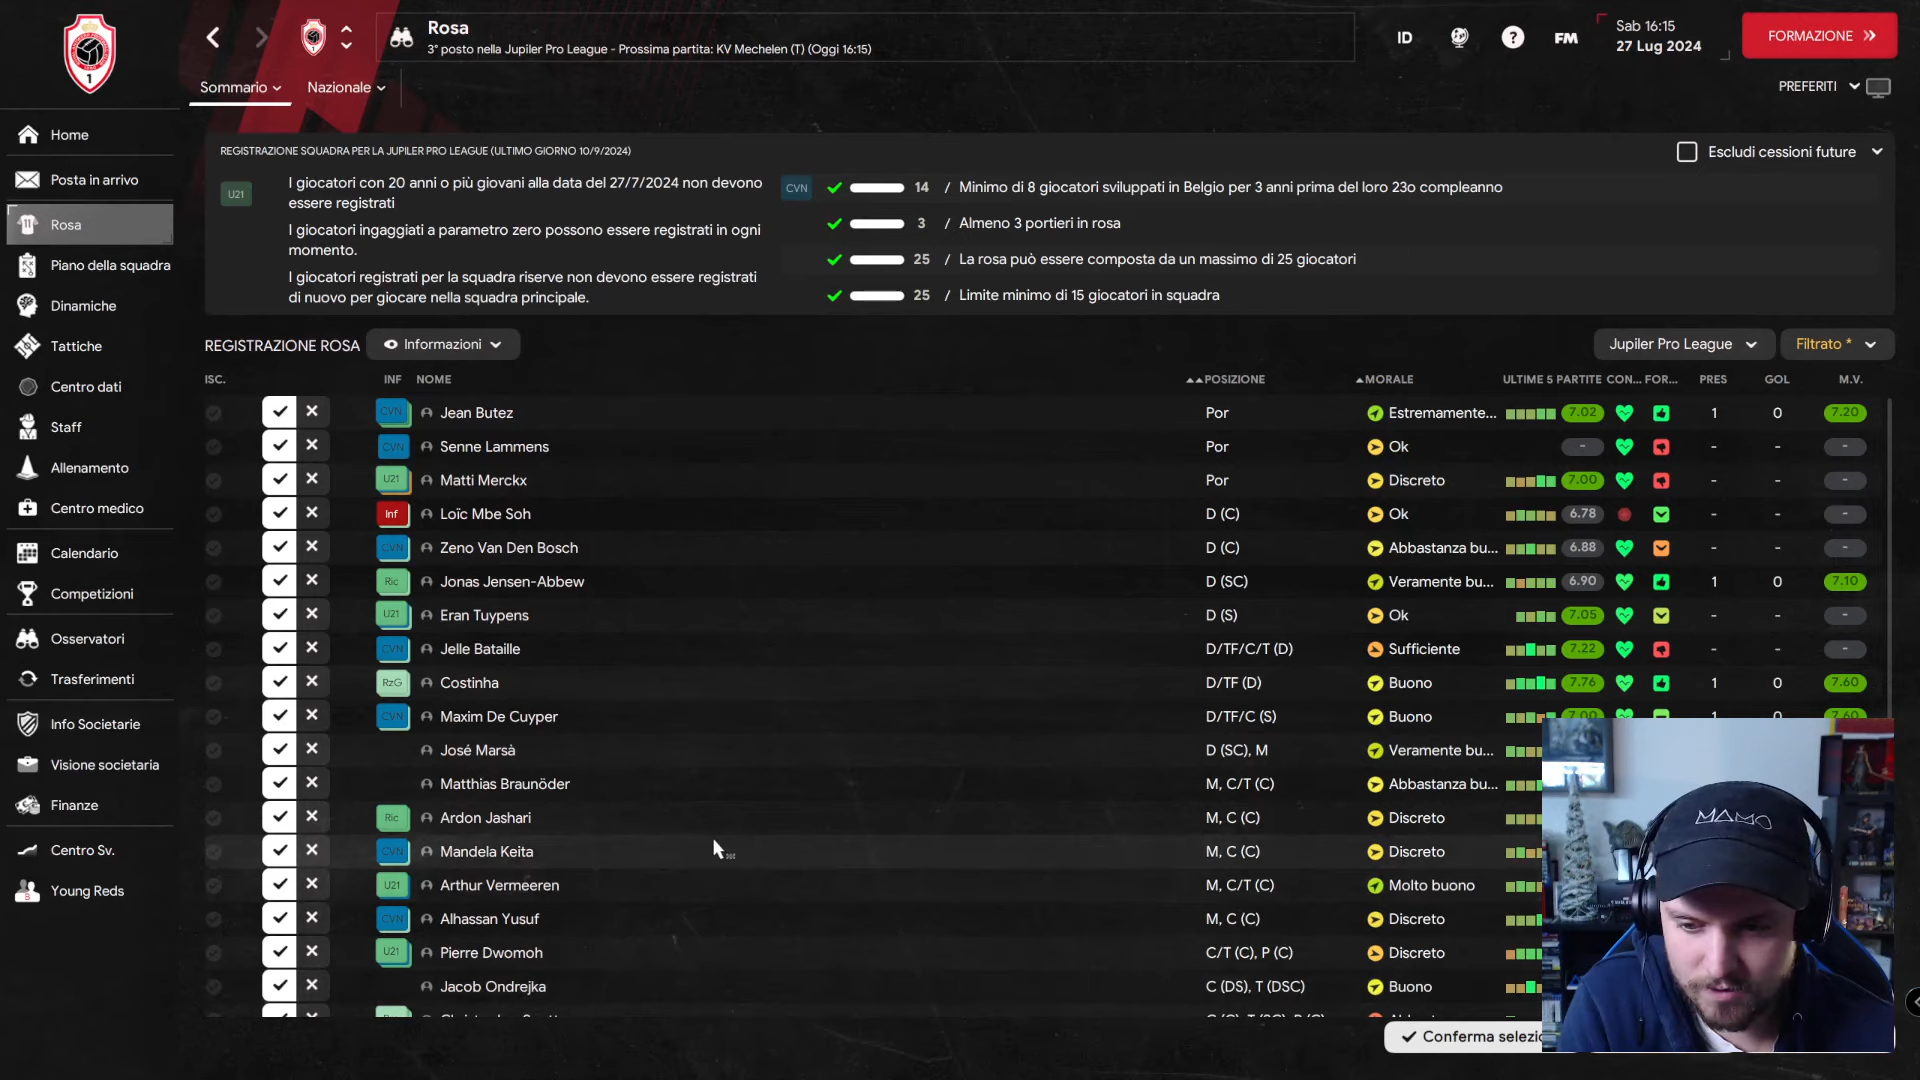 Rosa
3° posto nella Jupiler Pro League - Prossima partita: KV Mechelen (T) (Oggi 16:15)
ID
?
FM
Sab 16:15
27 Lug 2024
FORMAZIONE
1
Sommario
Nazionale
PREFERITI
Home
Posta in arrivo
Rosa
Piano della squadra
Dinamiche
Tattiche
Centro dati
Staff
Allenamento
Centro medico
Calendario
Competizioni
Osservatori
Trasferimenti
Info Societarie
Visione societaria
Finanze
Centro Sv.
Young Reds
REGISTRAZIONE SQUADRA PER LA JUPILER PRO LEAGUE (ULTIMO GIORNO 10/9/2024)
Escludi cessioni future
U21
I giocatori con 20 anni o più giovani alla data del 27/7/2024 non devono
essere registrati
I giocatori ingaggiati a parametro zero possono essere registrati in ogni
momento.
I giocatori registrati per la squadra riserve non devono essere registrati
di nuovo per giocare nella squadra principale.
CVN 14 / Minimo di 8 giocatori sviluppati in Belgio per 3 anni prima del loro 23o compleanno
3 / Almeno 3 portieri in rosa
25 / La rosa può essere composta da un massimo di 25 giocatori
25 / Limite minimo di 15 giocatori in squadra
REGISTRAZIONE ROSA
Informazioni
Jupiler Pro League
Filtrato *
ISC. INF NOME POSIZIONE MORALE ULTIME 5 PARTITE CON... FOR... PRES GOL M.V.
CVN Jean Butez Por Estremamente... 7.02 1 0 7.20
CVN Senne Lammens Por Ok - - - -
U21 Matti Merckx Por Discreto 7.00 - - -
Inf Loïc Mbe Soh D (C) Ok 6.78 - - -
CVN Zeno Van Den Bosch D (C) Abbastanza bu... 6.88 - - -
Ric Jonas Jensen-Abbew D (SC) Veramente bu... 6.90 1 0 7.10
U21 Eran Tuypens D (S) Ok 7.05 - - -
CVN Jelle Bataille D/TF/C/T (D) Sufficiente 7.22 - - -
RzG Costinha D/TF (D) Buono 7.76 1 0 7.60
CVN Maxim De Cuyper D/TF/C (S) Buono 7.00 1 0 7.60
José Marsà D (SC), M Veramente bu...
Matthias Braunöder M, C/T (C) Abbastanza bu...
Ric Ardon Jashari M, C (C) Discreto
CVN Mandela Keita M, C (C) Discreto
U21 Arthur Vermeeren M, C/T (C) Molto buono
CVN Alhassan Yusuf M, C (C) Discreto
U21 Pierre Dwomoh C/T (C), P (C) Discreto
Jacob Ondrejka C (DS), T (DSC) Buono
Conferma selezio
MAMO